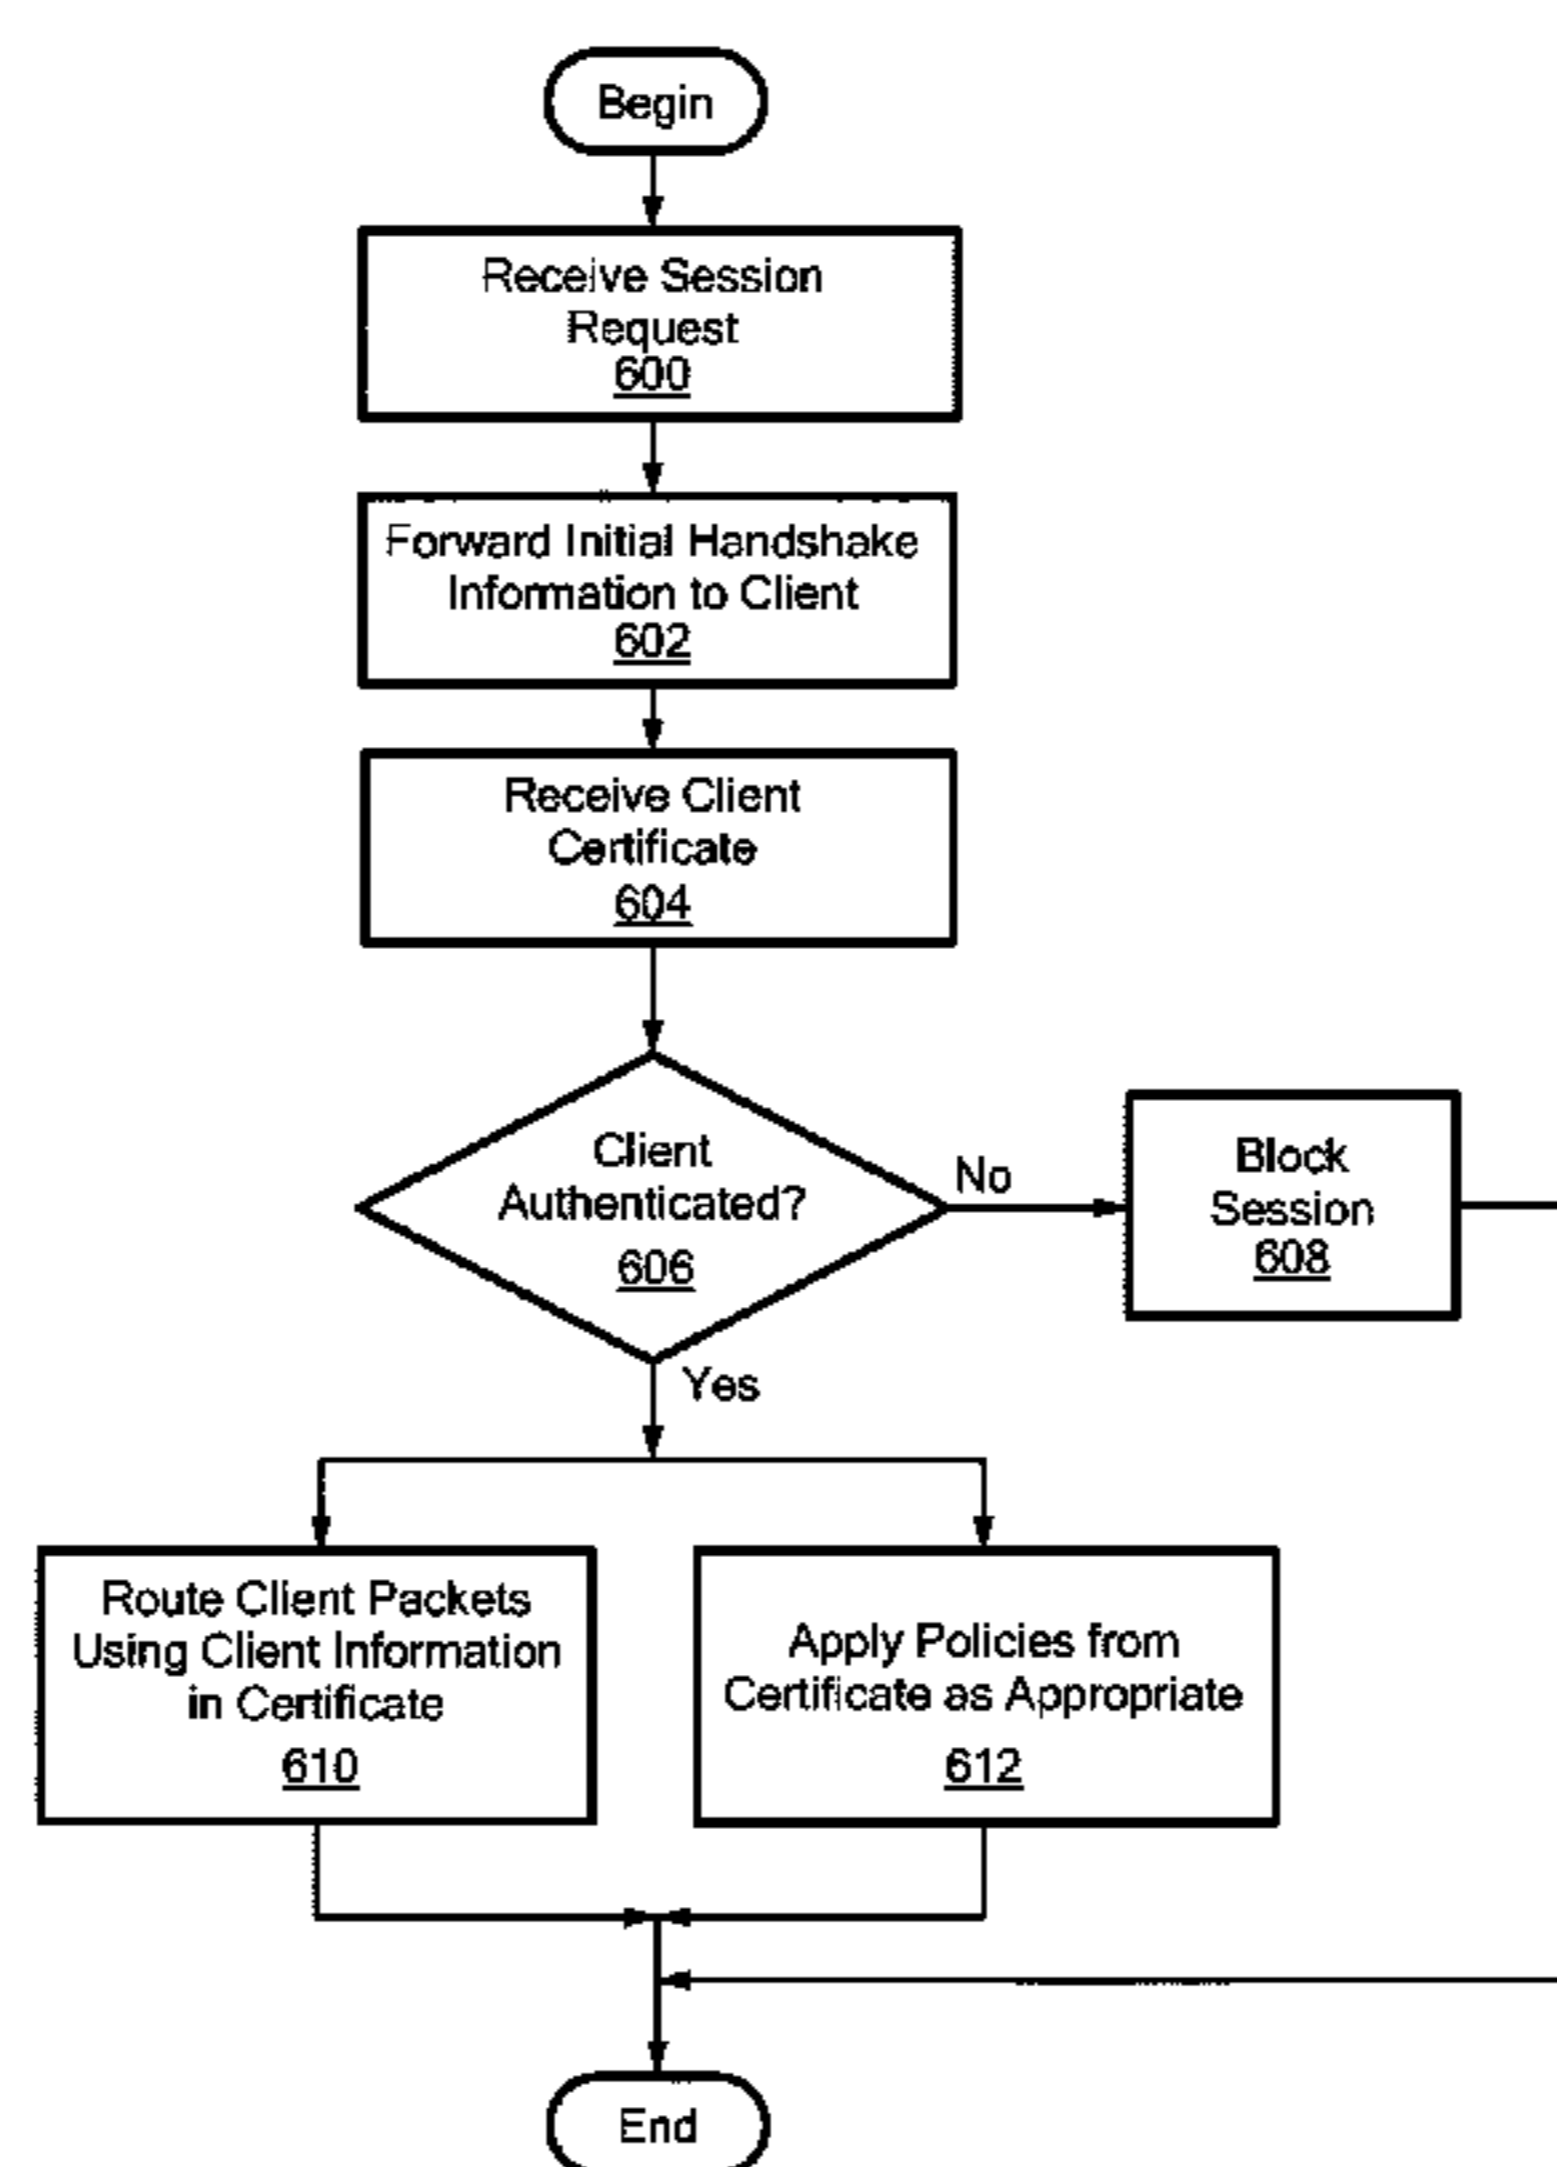 Begin
Receive Session
Request
600
Forward Initial Handshake
Information to Client
602
Receive Client
Certificate
604
Client
Authenticated?
606
No
Block
Session
608
Yes
Route Client Packets
Using Client Information
in Certificate
610
Apply Policies from
Certificate as Appropriate
612
End